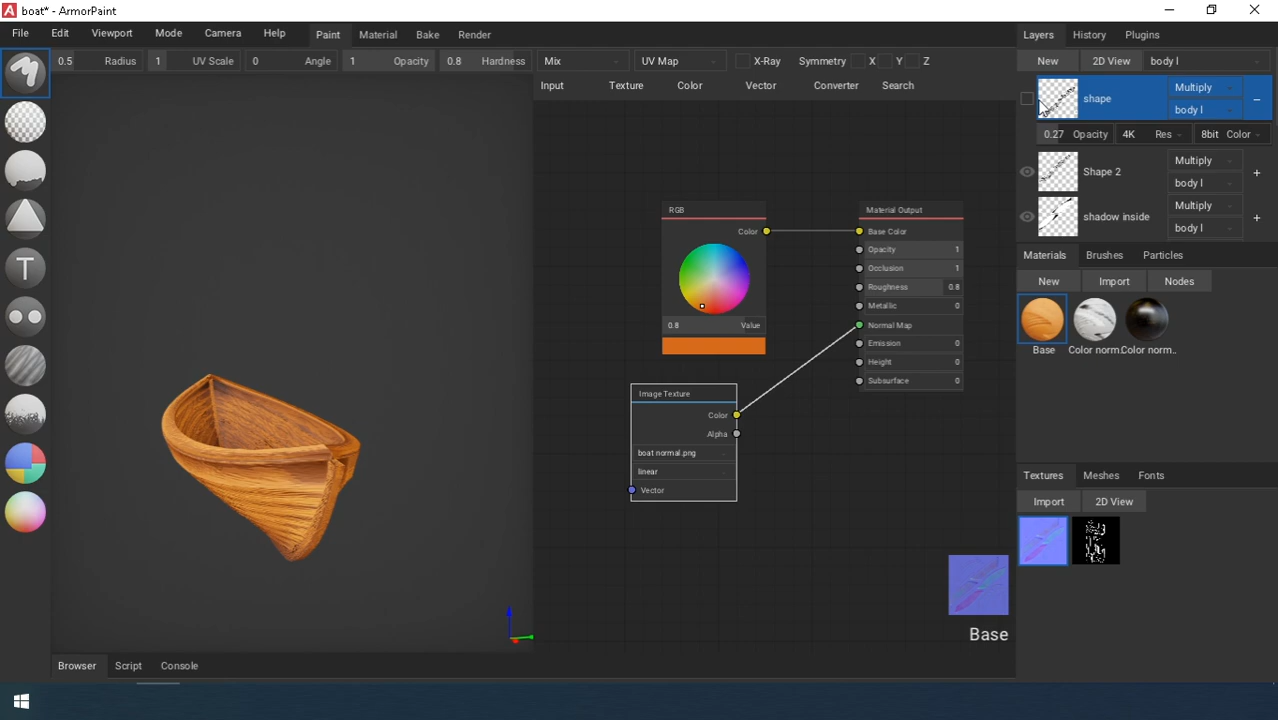 boat* - ArmorPaint
File Edit Viewport Mode Camera Help Paint Material Bake Render
Layers History Plugins
0.5 Radius 1 UV Scale 0 Angle 1 Opacity 0.8 Hardness Mix UV Map X-Ray Symmetry X Y Z
New 2D View body l
Input Texture Color Vector Converter Search
shape Multiply
body l
0.27 Opacity 4K Res 8bit Color
Shape 2 Multiply
body l
shadow inside Multiply
body l
RGB
Color
0.8 Value
Material Output
Base Color
Opacity 1
Occlusion 1
Roughness 0.8
Metallic 0
Normal Map
Emission 0
Height 0
Subsurface 0
Image Texture
Color
Alpha
boat normal.png
linear
Vector
Materials Brushes Particles
New Import Nodes
Base Color norm.. Color norm..
Textures Meshes Fonts
Import 2D View
Base
Browser Script Console